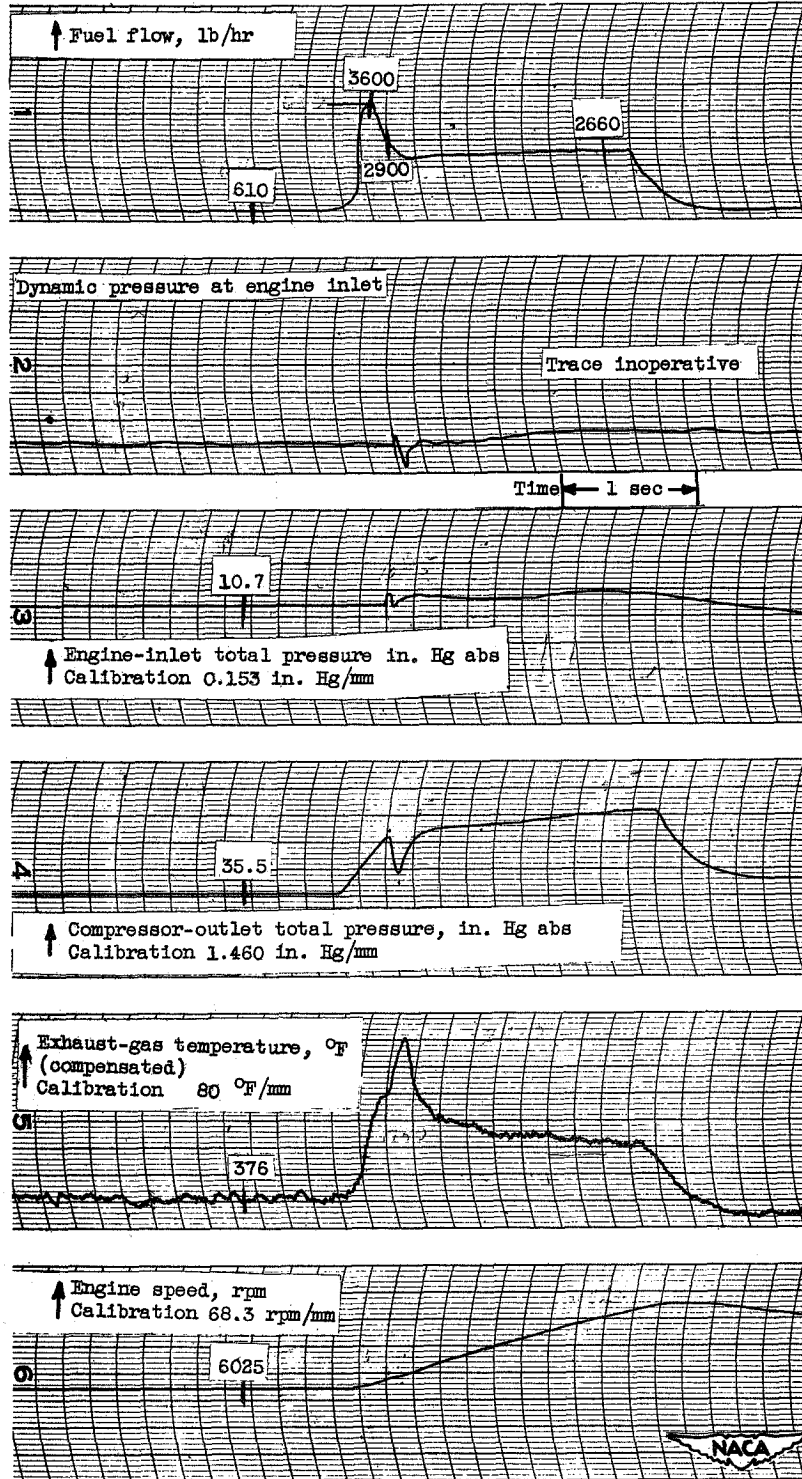 Fuel flow, lb/hr
3600
1
2660
2900
610
Dynamic pressure at engine inlet
2
Trace inoperative
Time 1 sec
10.7
3
Engine-inlet total pressure in. Hg abs
Calibration 0.153 in. Hg/mm
35.5
4
Compressor-outlet total pressure, in. Hg abs
Calibration 1.460 in. Hg/mm
Exhaust-gas temperature, °F
(compensated)
Calibration 80 °F/mm
5
376
Engine speed, rpm
Calibration 68.3 rpm/mm
6025
6
NACA